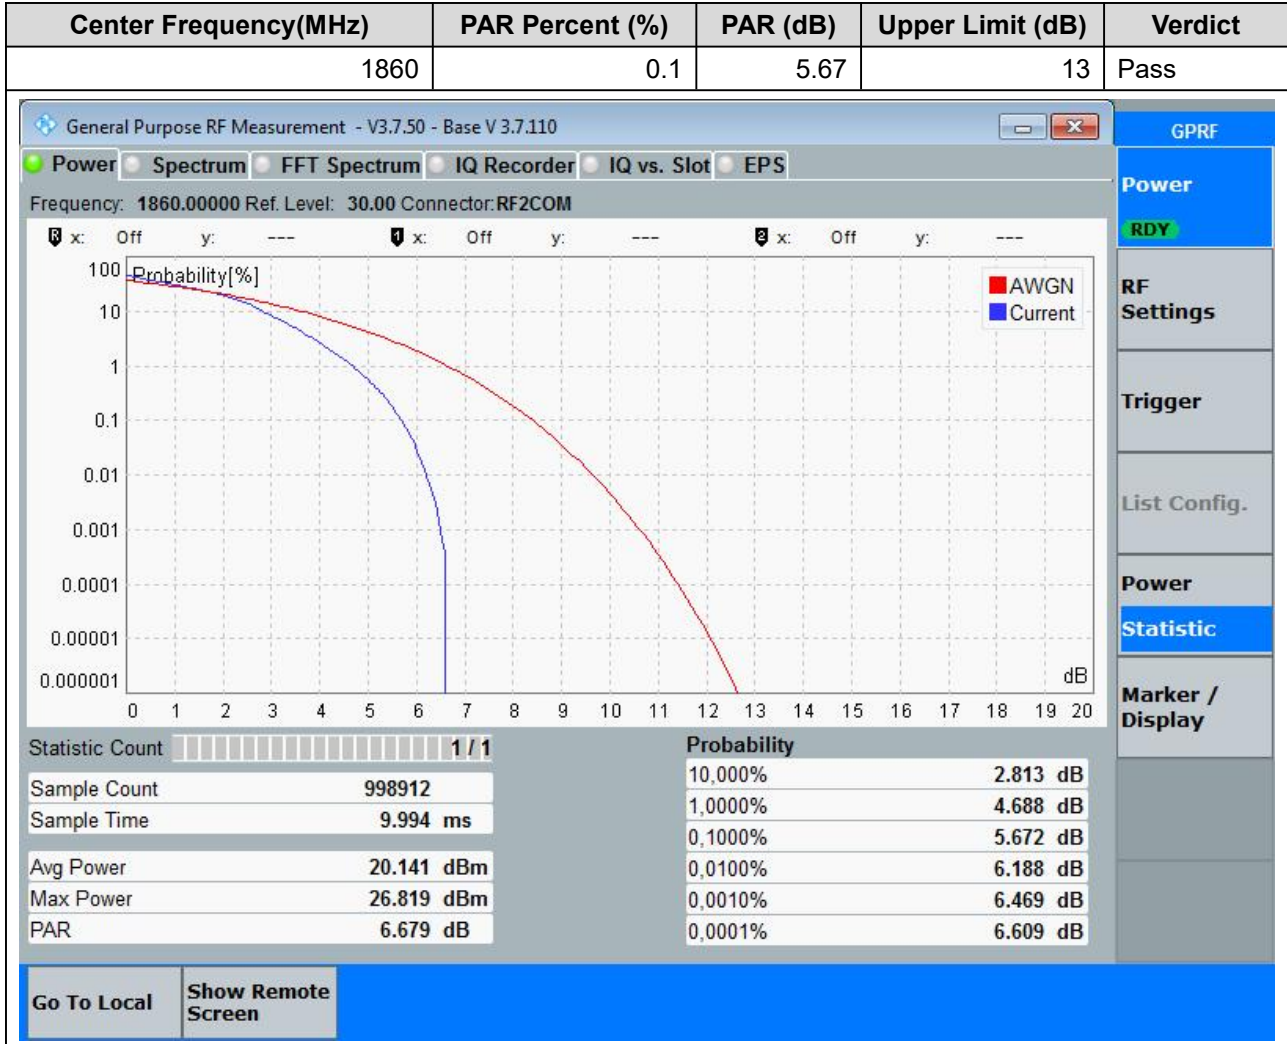 Center Frequency(MHz) PAR Percent (%) PAR (dB) Upper Limit (dB) Verdict
1860 0.1 5.67 13 Pass
General Purpose RF Measurement - V3.7.50 - Base V 3.7.110
GPRF
Power Spectrum FFT Spectrum IQ Recorder IQ vs. Slot EPS
Frequency: 1860.00000 Ref. Level: 30.00 Connector:RF2COM
Power
RDY
R x: Off y: --- 1 x: Off y: --- 2 x: Off y: ---
Probability[%]
100
10
1
0.1
0.01
0.001
0.0001
0.00001
0.000001
AWGN
Current
dB
0 1 2 3 4 5 6 7 8 9 10 11 12 13 14 15 16 17 18 19 20
RF
Settings
Trigger
List Config.
Power
Statistic
Marker /
Display
Statistic Count 1 / 1
Sample Count 998912
Sample Time 9.994 ms
Avg Power 20.141 dBm
Max Power 26.819 dBm
PAR 6.679 dB
Probability
10,000% 2.813 dB
1,0000% 4.688 dB
0,1000% 5.672 dB
0,0100% 6.188 dB
0,0010% 6.469 dB
0,0001% 6.609 dB
Go To Local
Show Remote
Screen